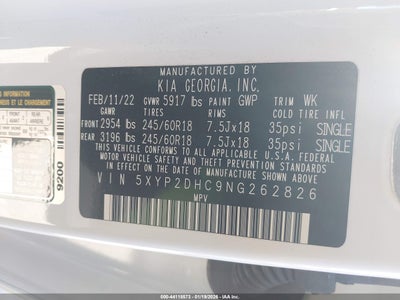 MANUFACTURED BY
KIA GEORGIA, INC.
FEB/11/22 GVWR 5917 lbs PAINT GWP TRIM WK
GAWR TIRES RIMS COLD TIRE INFL
FRONT 2954 lbs 245/60R18 7.5Jx18 35psi SINGLE
REAR 3196 lbs 245/60R18 7.5Jx18 35psi SINGLE
THIS VEHICLE CONFORMS TO ALL APPLICABLE U.S.A. FEDERAL
MOTOR VEHICLE SAFETY, BUMPER, AND THEFT PREVENTION
STANDARDS IN EFFECT ON THE DATE OF MANUFACTURE SHOWN ABOVE.
VIN 5XYP2DHC9NG262826
MPV
9200